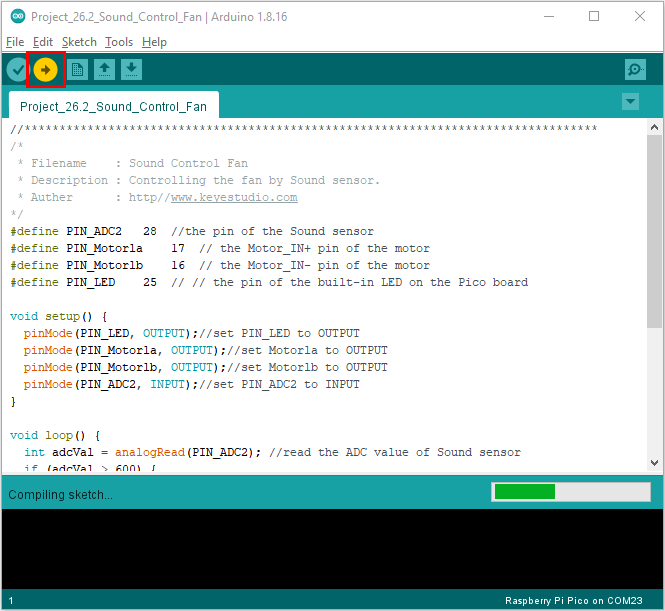 Project_26.2_Sound_Control_Fan | Arduino 1.8.16
File Edit Sketch Tools Help
Project_26.2_Sound_Control_Fan
//**********************************************************************************
/*
 * Filename    : Sound Control Fan
 * Description : Controlling the fan by Sound sensor.
 * Auther      : http//www.keyestudio.com
*/
#define PIN_ADC2   28  //the pin of the Sound sensor
#define PIN_Motorla    17  // the Motor_IN+ pin of the motor
#define PIN_Motorlb    16  // the Motor_IN- pin of the motor
#define PIN_LED    25  // // the pin of the built-in LED on the Pico board
void setup() {
  pinMode(PIN_LED, OUTPUT);//set PIN_LED to OUTPUT
  pinMode(PIN_Motorla, OUTPUT);//set Motorla to OUTPUT
  pinMode(PIN_Motorlb, OUTPUT);//set Motorlb to OUTPUT
  pinMode(PIN_ADC2, INPUT);//set PIN_ADC2 to INPUT
}
void loop() {
  int adcVal = analogRead(PIN_ADC2); //read the ADC value of Sound sensor
  if (adcVal > 600) {
Compiling sketch...
1
Raspberry Pi Pico on COM23